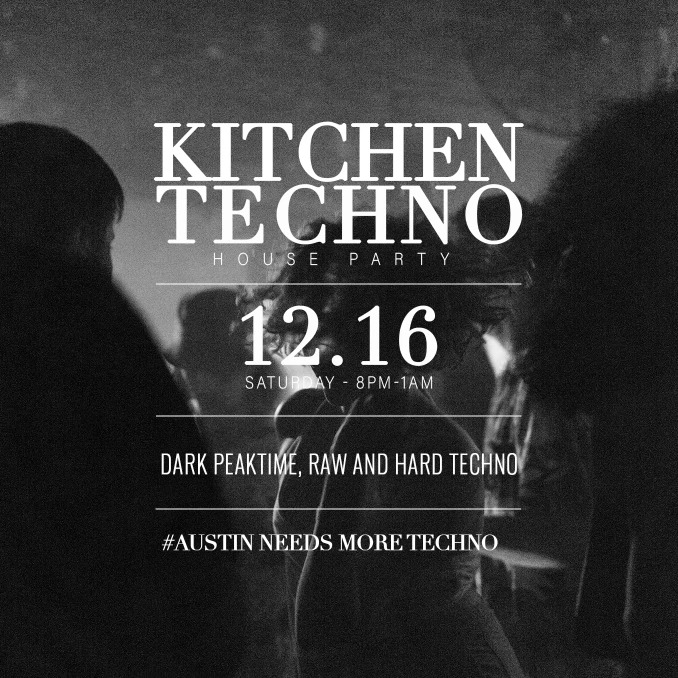 KITCHEN
TECHNO
HOUSE PARTY
12.16
SATURDAY - 8PM-1AM
DARK PEAKTIME, RAW AND HARD TECHNO
#AUSTIN NEEDS MORE TECHNO